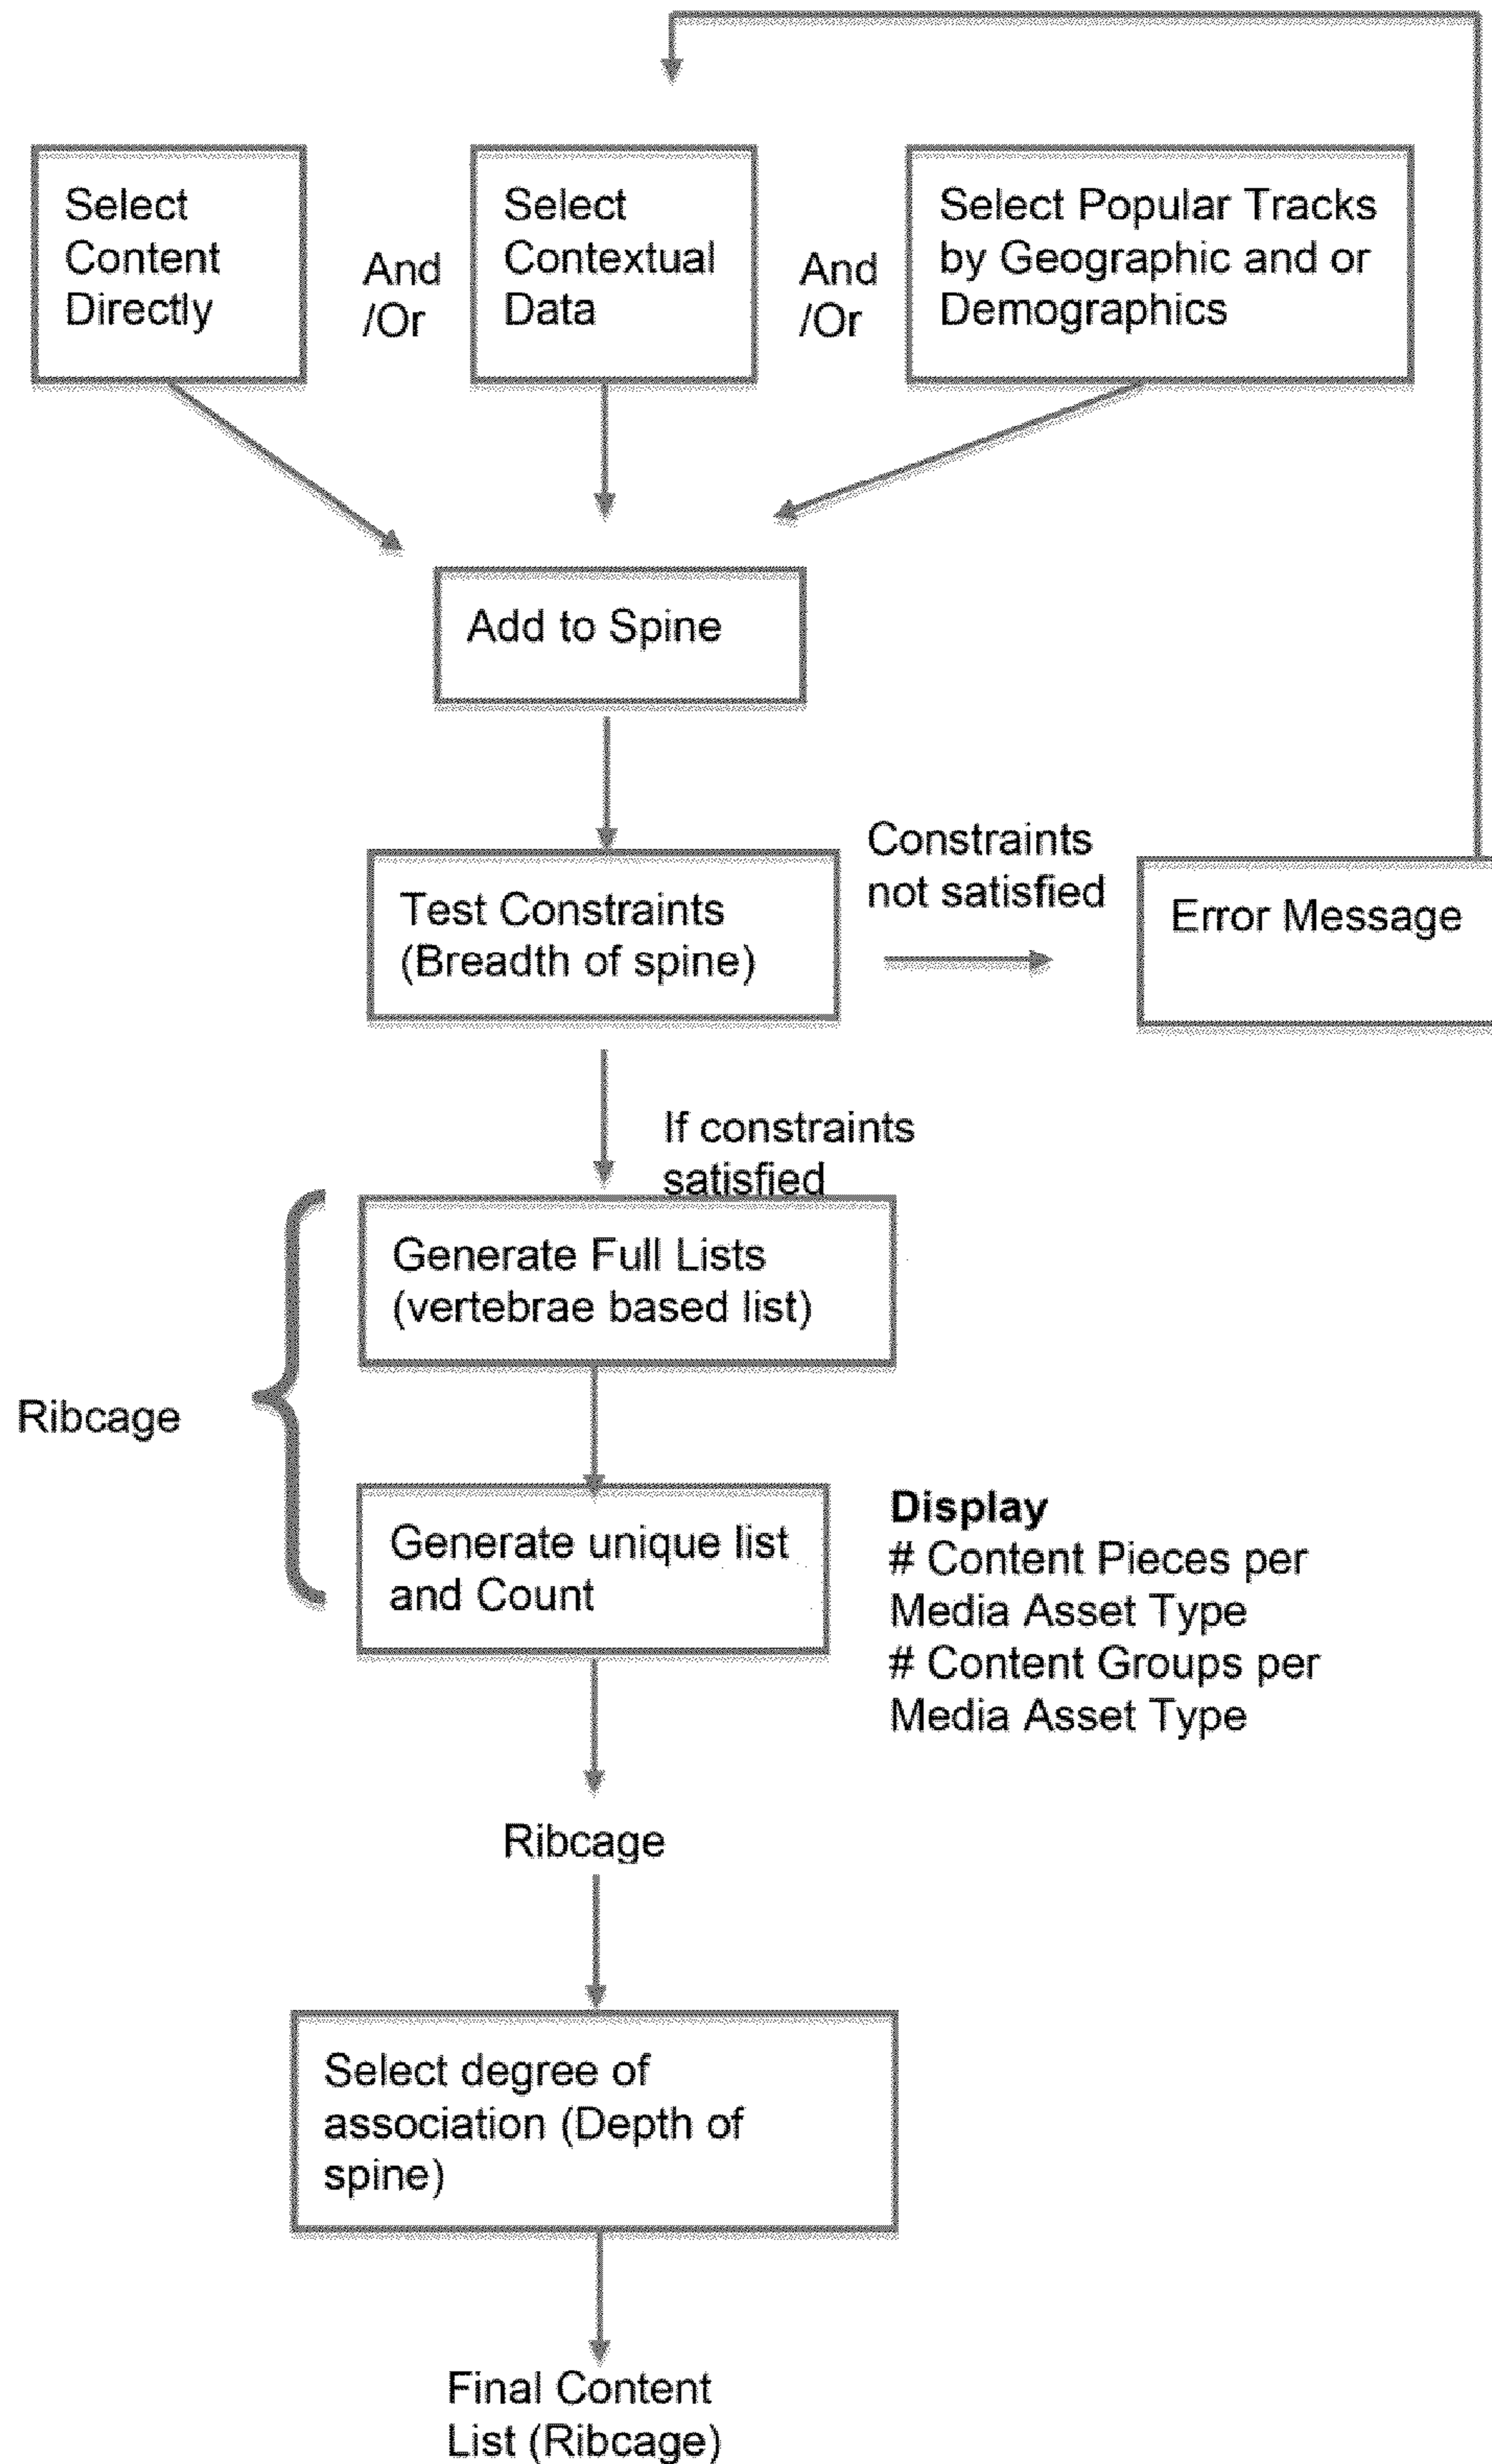 Select
Content
Directly
And
/Or
Select
Contextual
Data
And
/Or
Select Popular Tracks
by Geographic and or
Demographics
Add to Spine
Test Constraints
(Breadth of spine)
Constraints
not satisfied
Error Message
If constraints
satisfied
Generate Full Lists
(vertebrae based list)
Ribcage
Generate unique list
and Count
Display
# Content Pieces per
Media Asset Type
# Content Groups per
Media Asset Type
Ribcage
Select degree of
association (Depth of
spine)
Final Content
List (Ribcage)